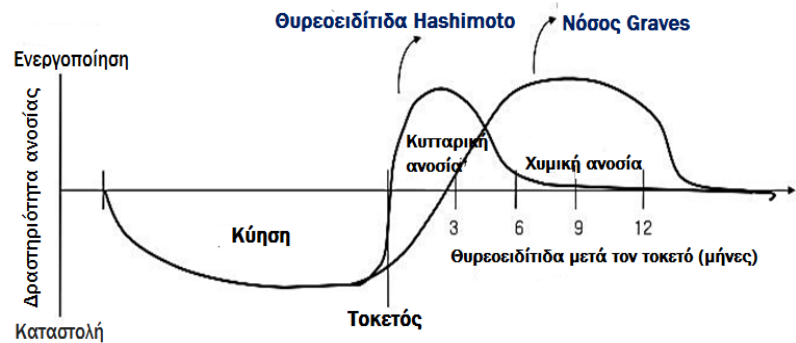 Θυρεοειδίτιδα Hashimoto
Νόσος Graves
Ενεργοποίηση
Δραστηριότητα ανοσίας
Κυτταρική
ανοσία'
Χυμική ανοσία
Κύηση
3 6 9 12
Θυρεοειδίτιδα μετά τον τοκετό (μήνες)
Τοκετός
Καταστολή